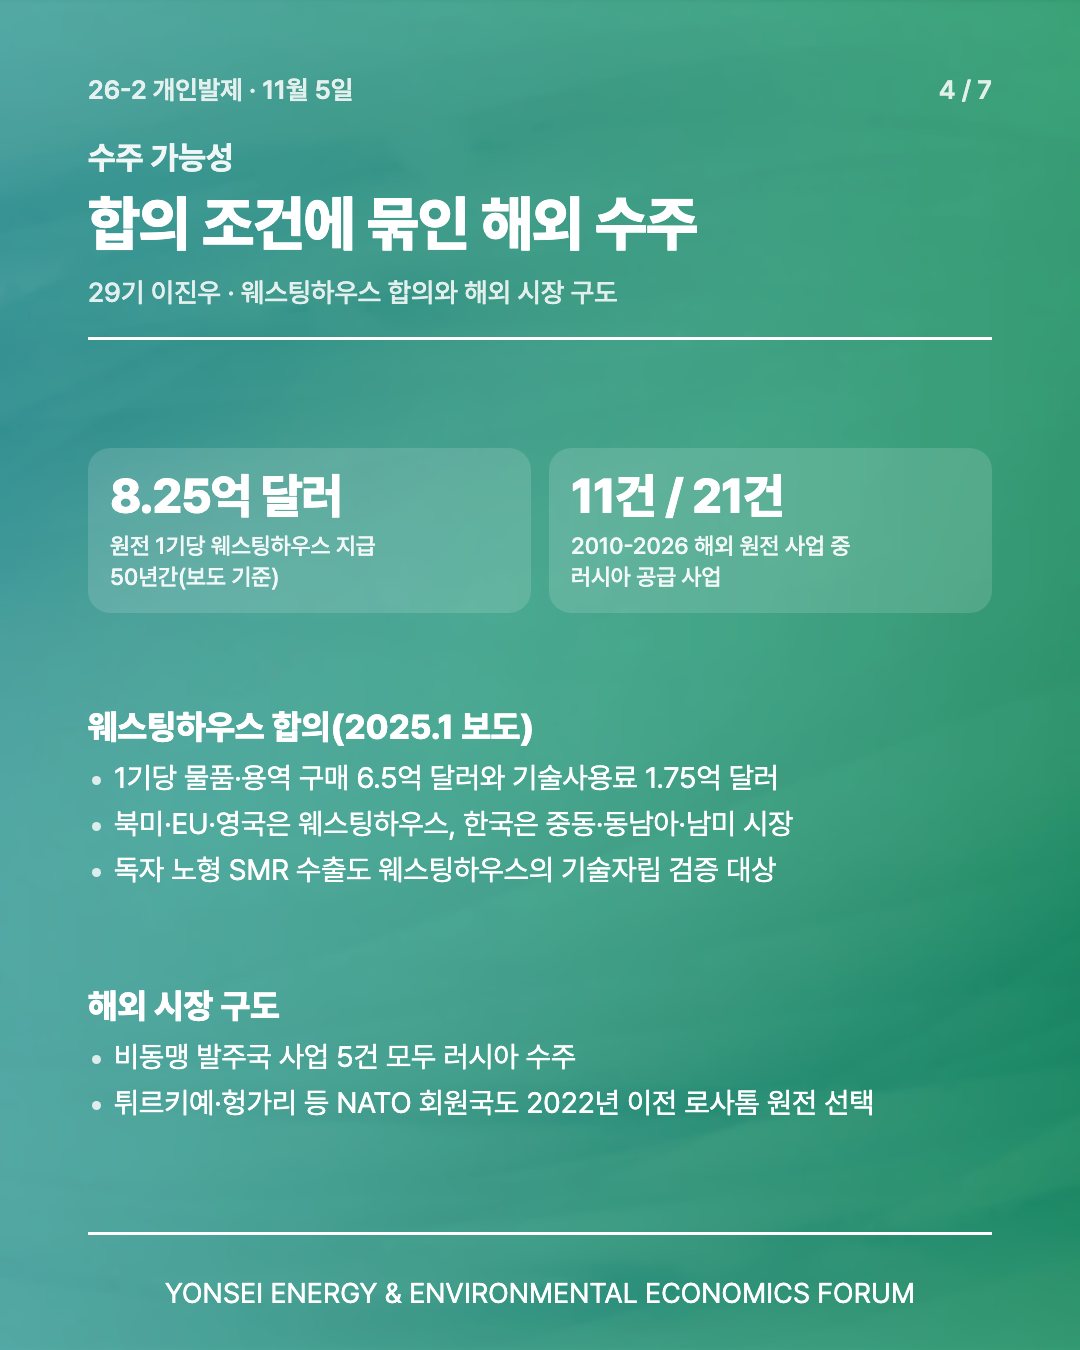 26-2 개인발제 · 11월 5일
4 / 7
수주 가능성
합의 조건에 묶인 해외 수주
29기 이진우 · 웨스팅하우스 합의와 해외 시장 구도
8.25억 달러
원전 1기당 웨스팅하우스 지급
50년간(보도 기준)
11건 / 21건
2010-2026 해외 원전 사업 중
러시아 공급 사업
웨스팅하우스 합의(2025.1 보도)
• 1기당 물품·용역 구매 6.5억 달러와 기술사용료 1.75억 달러
• 북미·EU·영국은 웨스팅하우스, 한국은 중동·동남아·남미 시장
• 독자 노형 SMR 수출도 웨스팅하우스의 기술자립 검증 대상
해외 시장 구도
• 비동맹 발주국 사업 5건 모두 러시아 수주
• 튀르키예·헝가리 등 NATO 회원국도 2022년 이전 로사톰 원전 선택
YONSEI ENERGY & ENVIRONMENTAL ECONOMICS FORUM